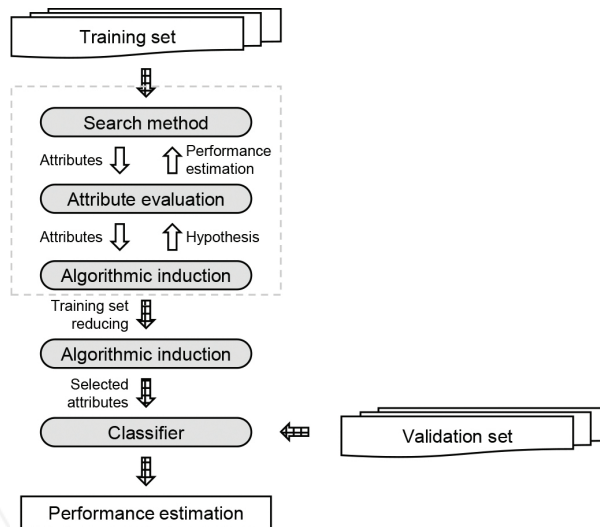 Training set
Search method
Attributes
Performance
estimation
Attribute evaluation
Attributes
Hypothesis
Algorithmic induction
Training set
reducing
Algorithmic induction
Selected
attributes
Classifier
Validation set
Performance estimation